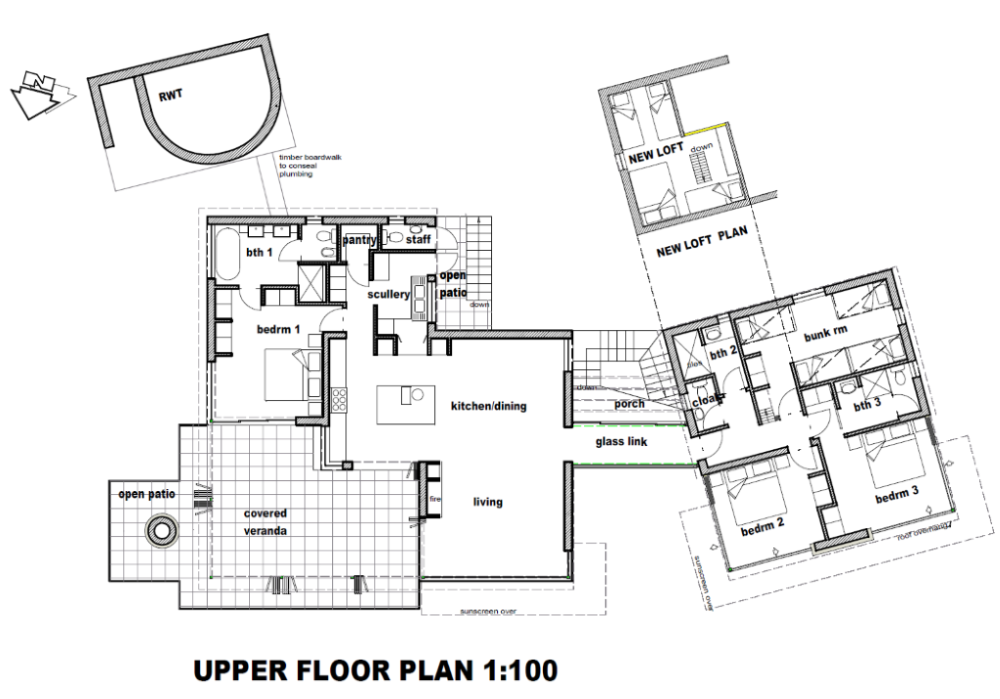 N
RWT
timber boardwalk
to conseal
plumbing
NEW LOFT
down
NEW LOFT PLAN
bth 1
pantry
staff
scullery
open
patio
down
bedrm 1
kitchen/dining
down
porch
glass link
bth 2
tiles
cloak
bunk rm
bth 3
open patio
covered
veranda
fire
living
bedrm 2
bedrm 3
roof overhang
sunscreen over
sunscreen over
UPPER FLOOR PLAN 1:100